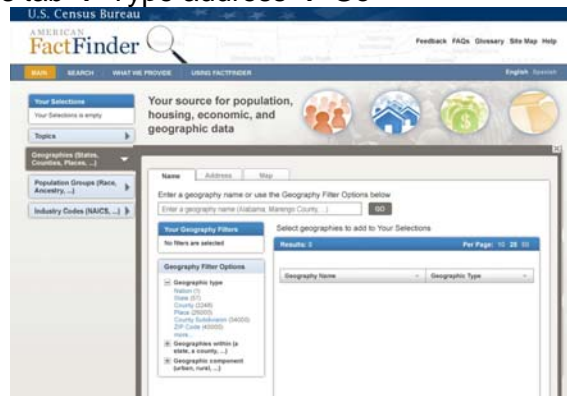 s tab → Type address → Go
U.S. Census Bureau
AMERICAN
FactFinder
Feedback FAQs Glossary Site Map Help
MAIN SEARCH WHAT WE PROVIDE USING FACTFINDER
English Spanish
Your Selections
Your Selections is empty
Topics
Geographies (States,
Counties, Places, ...)
Population Groups (Race,
Ancestry, ...)
Industry Codes (NAICS, ...)
Your source for population,
housing, economic, and
geographic data
Name Address Map
Enter a geography name or use the Geography Filter Options below
Enter a geography name (Alabama, Marengo County, ...) GO
Your Geography Filters
No filters are selected
Select geographies to add to Your Selections
Results: 0 Per Page: 10 25 50
Geography Name Geographic Type
Geography Filter Options
Geographic type
Nation (1)
State (57)
County (3248)
Place (25000)
County Subdivision (34003)
ZIP Code (40000)
more...
Geographies within (a
state, a county, ...)
Geographic component
(urban, rural, ...)